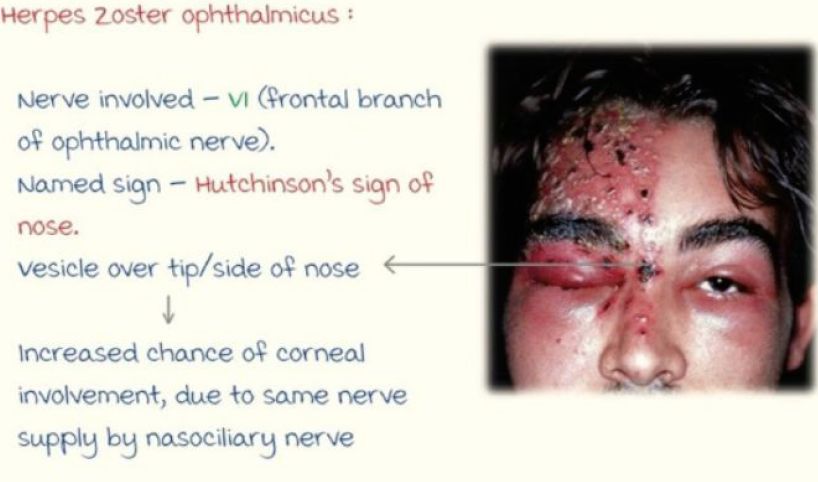 Herpes Zoster ophthalmicus :
Nerve involved – V1 (frontal branch
of ophthalmic nerve).
Named sign – Hutchinson's sign of
nose.
vesicle over tip/side of nose
Increased chance of corneal
involvement, due to same nerve
supply by nasociliary nerve